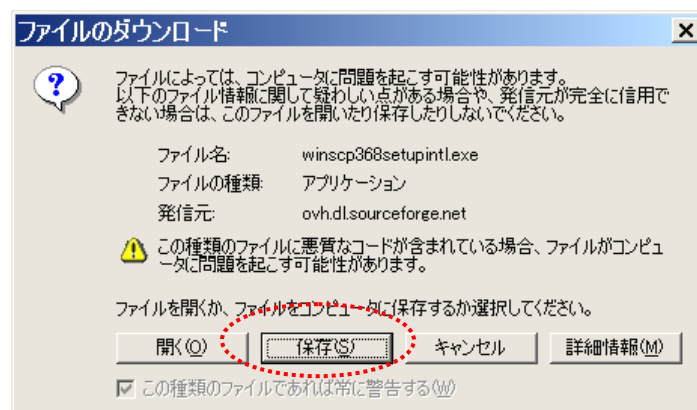 ファイルのダウンロード
ファイルによっては、コンピュータに問題を起こす可能性があります。
以下のファイル情報に関して疑わしい点がある場合や、発信元が完全に信用で
きない場合は、このファイルを開いたり保存したりしないでください。
ファイル名: winscp368setupintl.exe
ファイルの種類: アプリケーション
発信元: ovh.dl.sourceforge.net
この種類のファイルに悪質なコードが含まれている場合、ファイルがコンピュ
ータに問題を起こす可能性があります。
ファイルを開くか、ファイルをコンピュータに保存するか選択してください。
開く(O) 保存(S) キャンセル 詳細情報(M)
この種類のファイルであれば常に警告する(W)